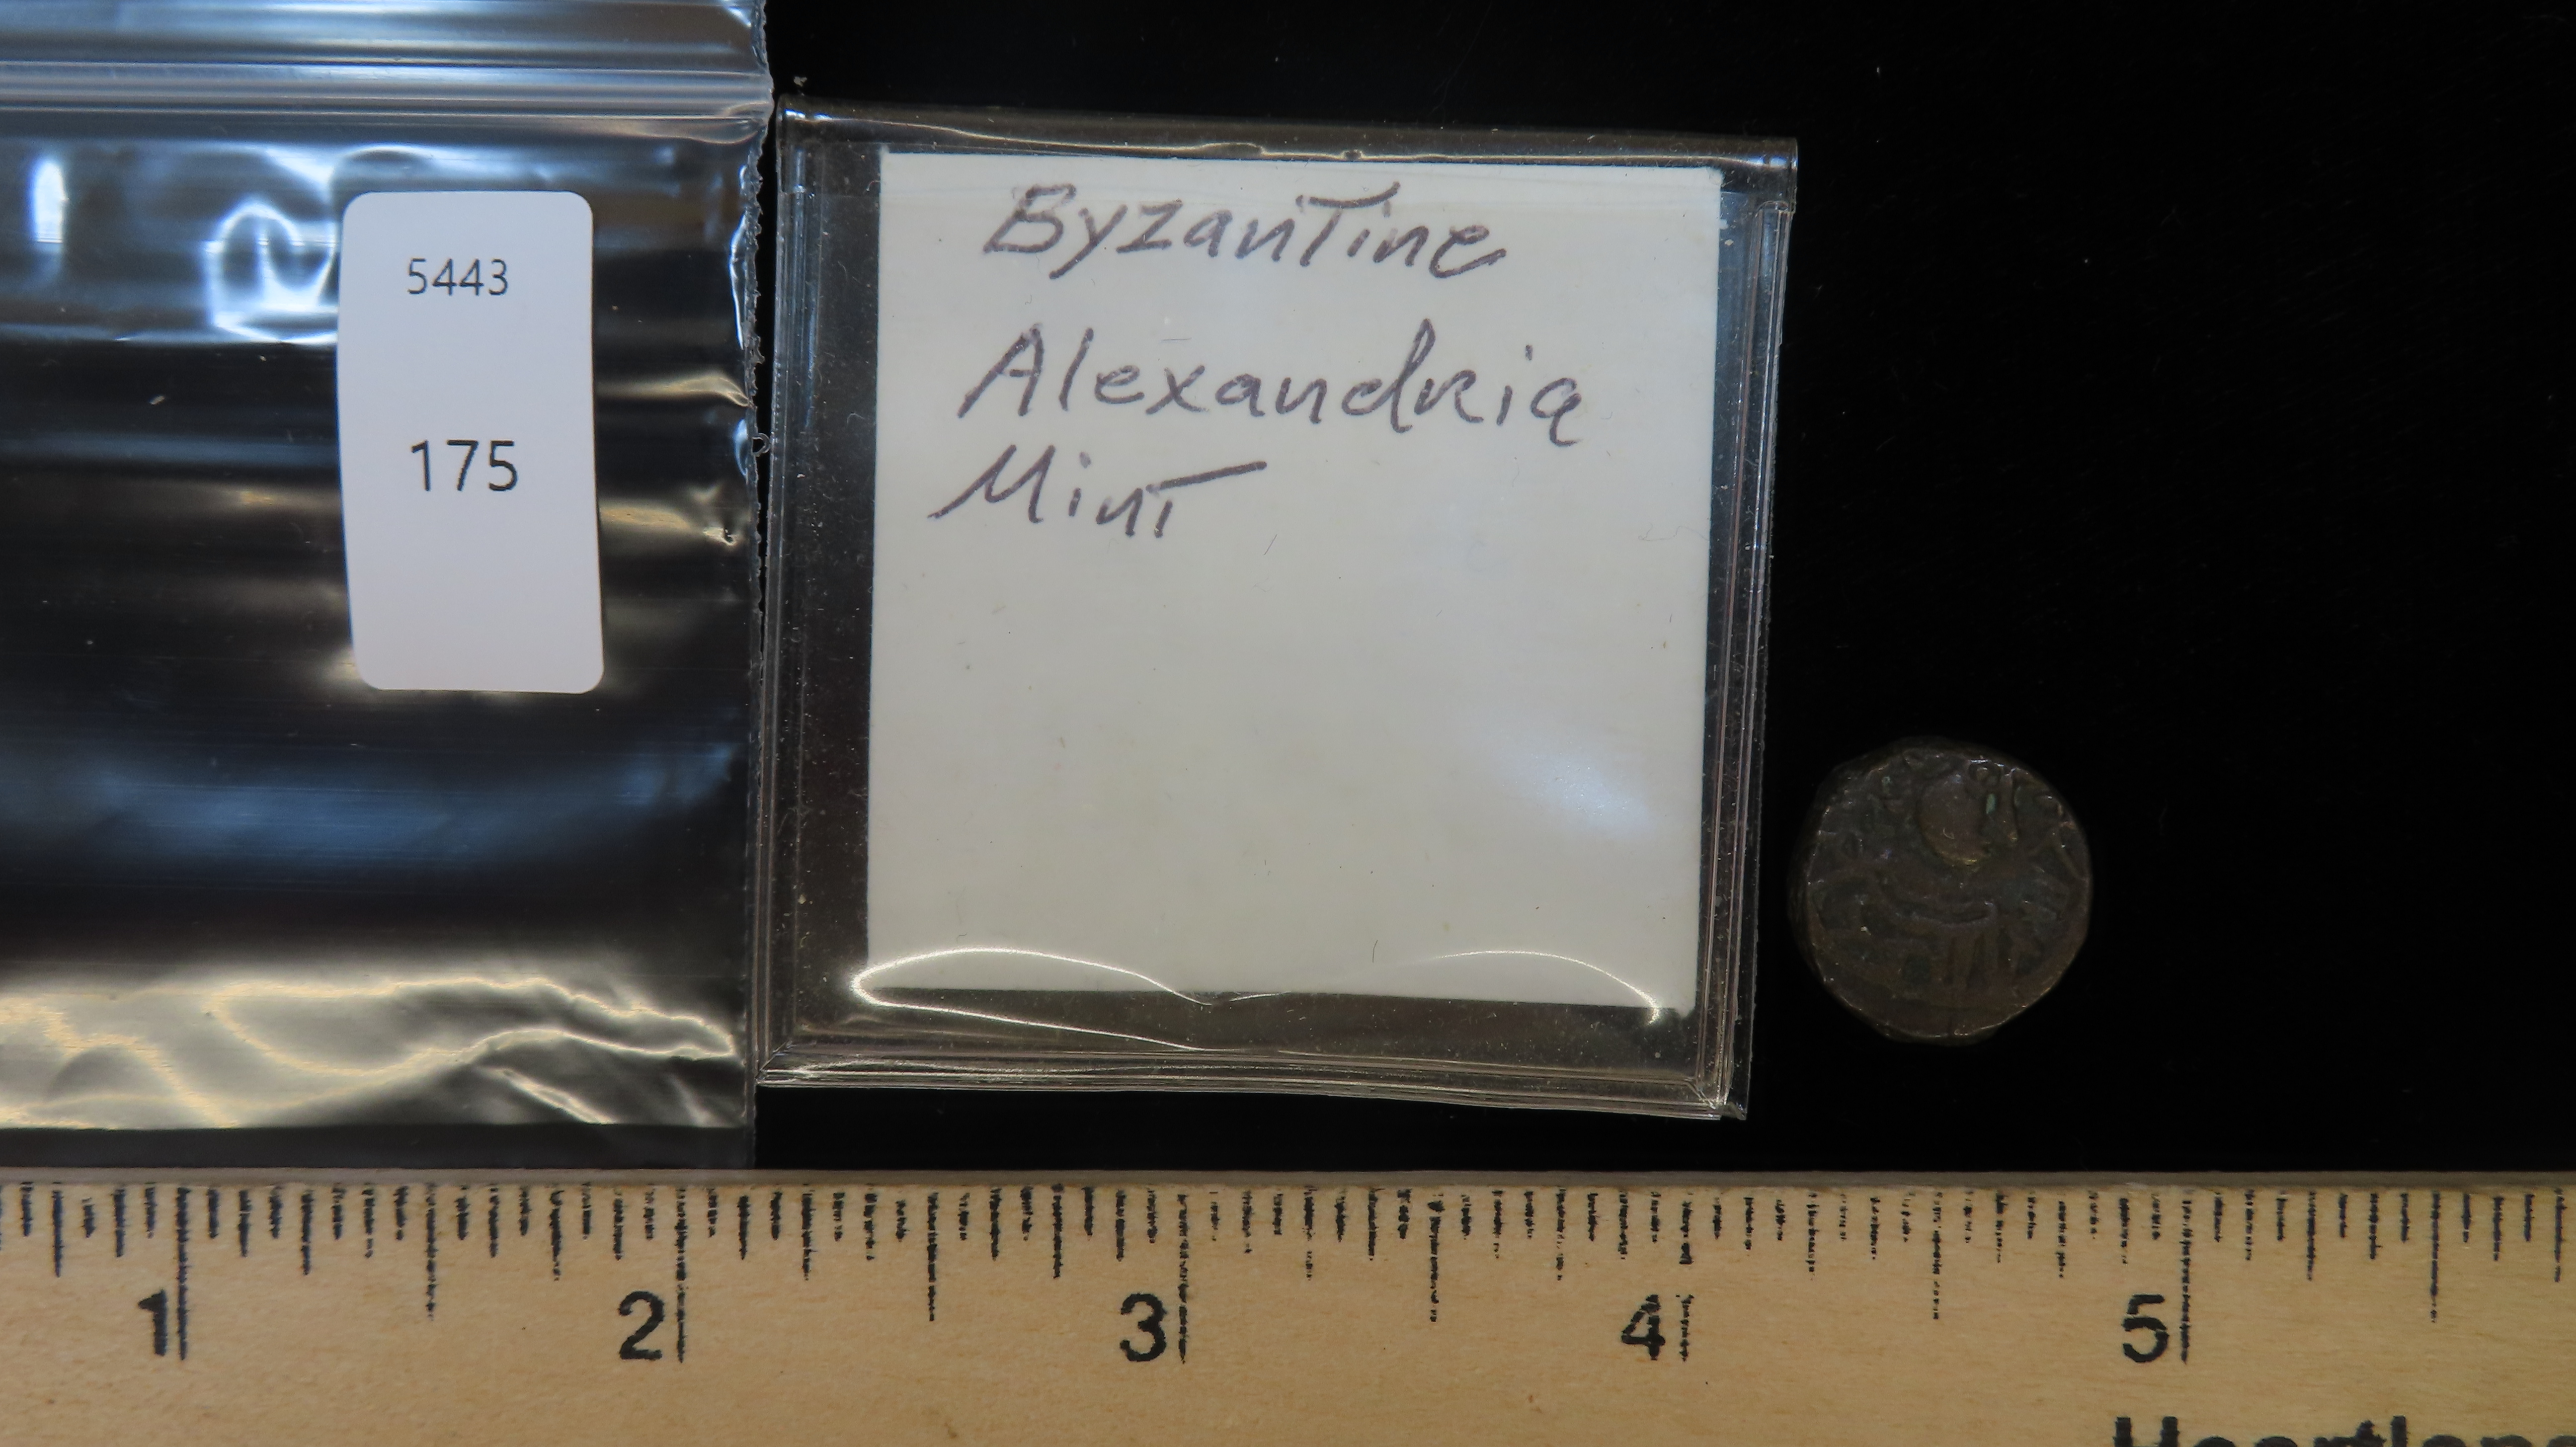 5443
175
Byzantine
Alexandria
Mint
1 2 3 4 5